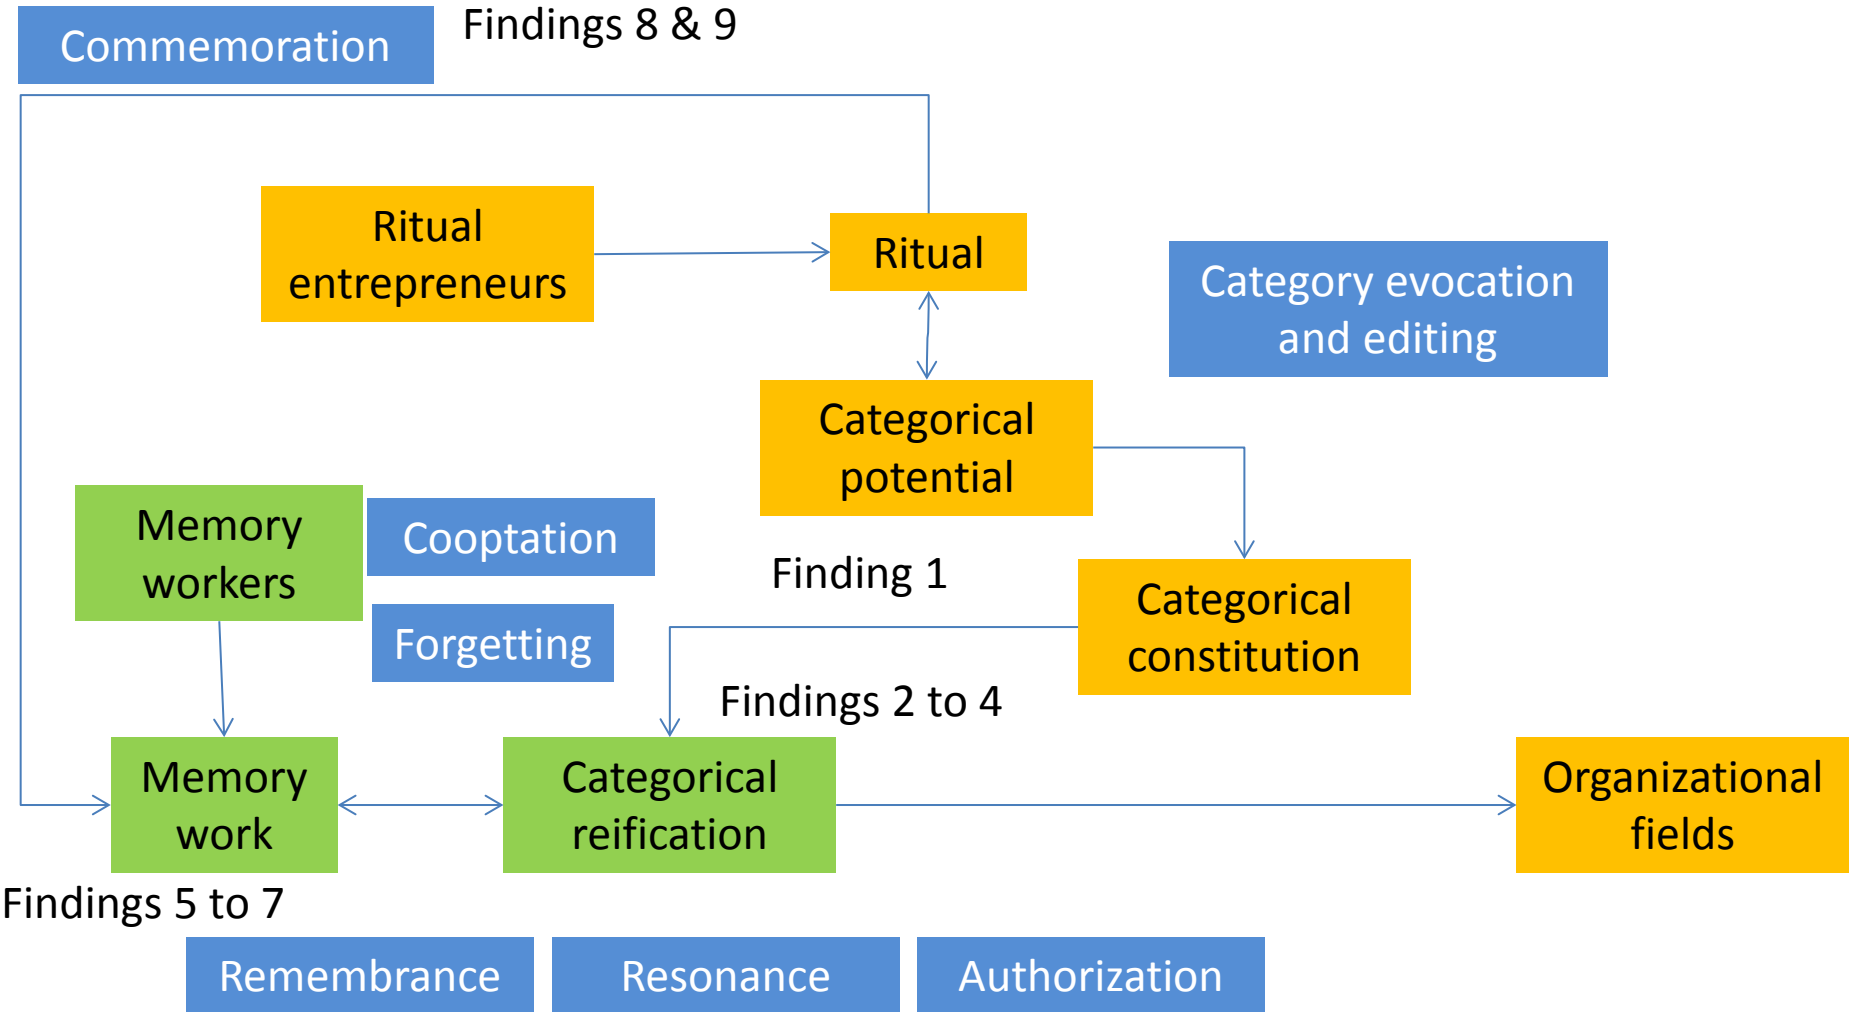 Commemoration
Findings 8 & 9
Ritual
entrepreneurs
Ritual
Category evocation
and editing
Categorical
potential
Memory
workers
Cooptation
Finding 1
Categorical
constitution
Forgetting
Findings 2 to 4
Memory
work
Categorical
reification
Organizational
fields
Findings 5 to 7
Remembrance
Resonance
Authorization